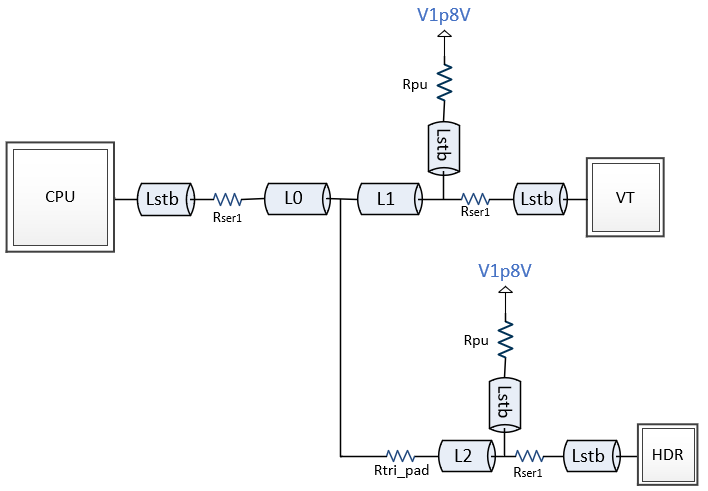 V1p8V
Rpu
Lstb
CPU
Lstb
Rser1
L0
L1
Rser1
Lstb
VT
V1p8V
Rpu
Lstb
Rtri_pad
L2
Rser1
Lstb
HDR